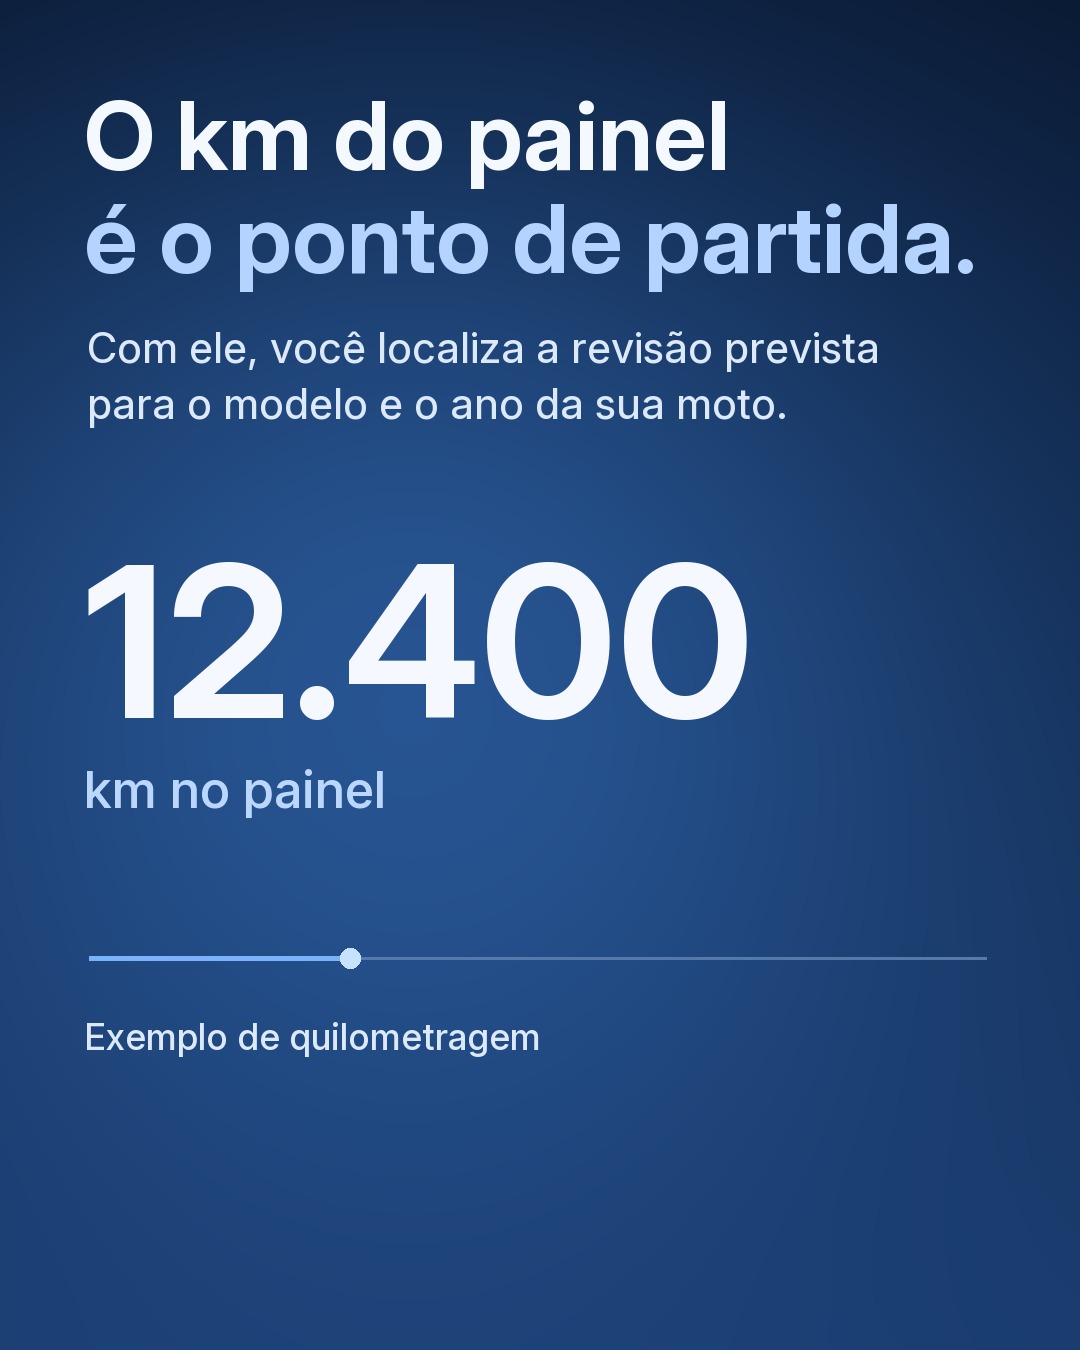 O km do painel
é o ponto de partida.
Com ele, você localiza a revisão prevista
para o modelo e o ano da sua moto.
12.400
km no painel
Exemplo de quilometragem